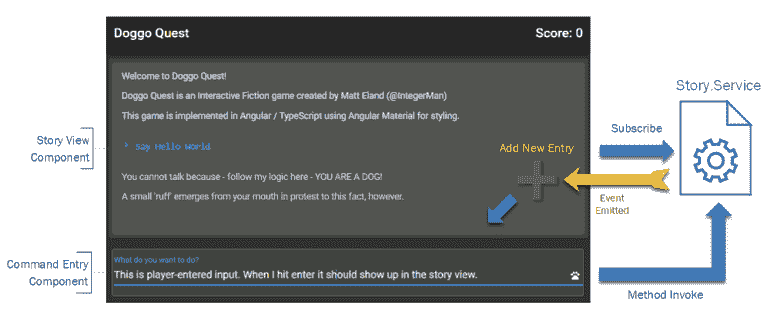 Doggo Quest
Score: 0
Welcome to Doggo Quest!
Doggo Quest is an Interactive Fiction game created by Matt Eland (@IntegerMan)
This game is implemented in Angular / TypeScript using Angular Material for styling.
> Say Hello World
You cannot talk because - follow my logic here - YOU ARE A DOG!
A small 'ruff' emerges from your mouth in protest to this fact, however.
Add New Entry
What do you want to do?
This is player-entered input. When I hit enter it should show up in the story view.
Story View
Component
Command Entry
Component
Story.Service
Subscribe
Event
Emitted
Method Invoke